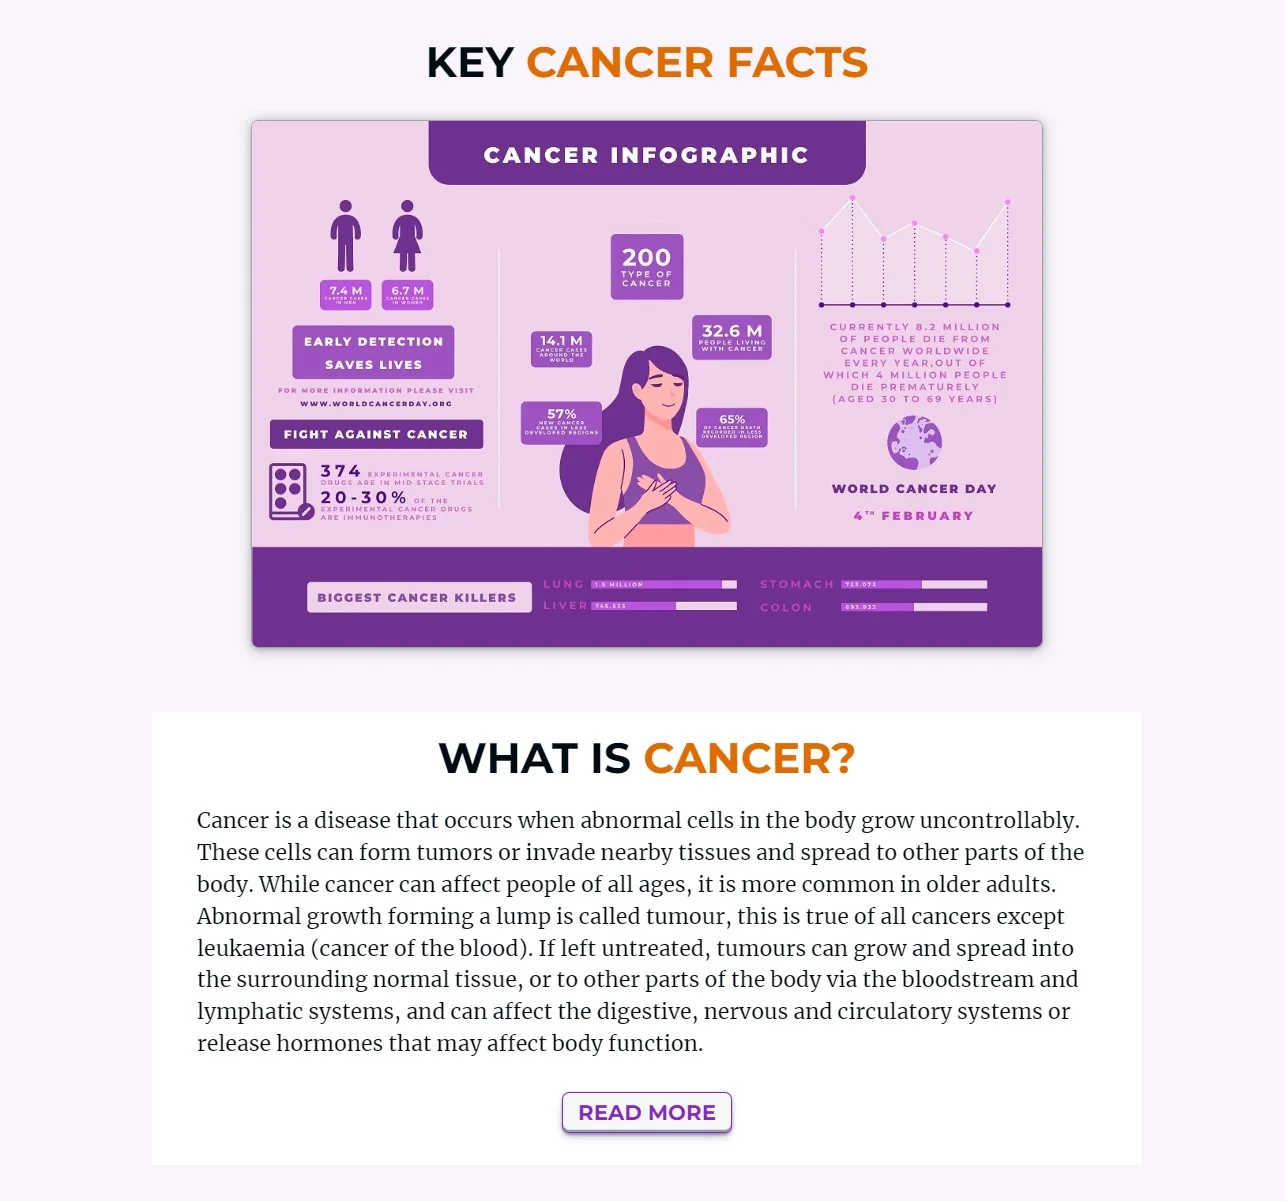 KEY CANCER FACTS
CANCER INFOGRAPHIC
7.4 M
CANCER CASES
IN MEN
6.7 M
CANCER CASES
IN WOMEN
EARLY DETECTION
SAVES LIVES
FOR MORE INFORMATION PLEASE VISIT
WWW.WORLDCANCERDAY.ORG
FIGHT AGAINST CANCER
374 EXPERIMENTAL CANCER
DRUGS ARE IN MID STAGE TRIALS
20-30% OF THE
EXPERIMENTAL CANCER DRUGS
ARE IMMUNOTHERAPIES
200
TYPE OF
CANCER
14.1 M
CANCER CASES
AROUND THE
WORLD
32.6 M
PEOPLE LIVING
WITH CANCER
57%
NEW CANCER
CASES IN LESS
DEVELOPED REGIONS
65%
OF CANCER DEATH
RECORDED IN LESS
DEVELOPED REGION
CURRENTLY 8.2 MILLION
OF PEOPLE DIE FROM
CANCER WORLDWIDE
EVERY YEAR,OUT OF
WHICH 4 MILLION PEOPLE
DIE PREMATURELY
(AGED 30 TO 69 YEARS)
WORLD CANCER DAY
4TH FEBRUARY
BIGGEST CANCER KILLERS
LUNG
LIVER
STOMACH
COLON
WHAT IS CANCER?
Cancer is a disease that occurs when abnormal cells in the body grow uncontrollably.
These cells can form tumors or invade nearby tissues and spread to other parts of the
body. While cancer can affect people of all ages, it is more common in older adults.
Abnormal growth forming a lump is called tumour, this is true of all cancers except
leukaemia (cancer of the blood). If left untreated, tumours can grow and spread into
the surrounding normal tissue, or to other parts of the body via the bloodstream and
lymphatic systems, and can affect the digestive, nervous and circulatory systems or
release hormones that may affect body function.
READ MORE